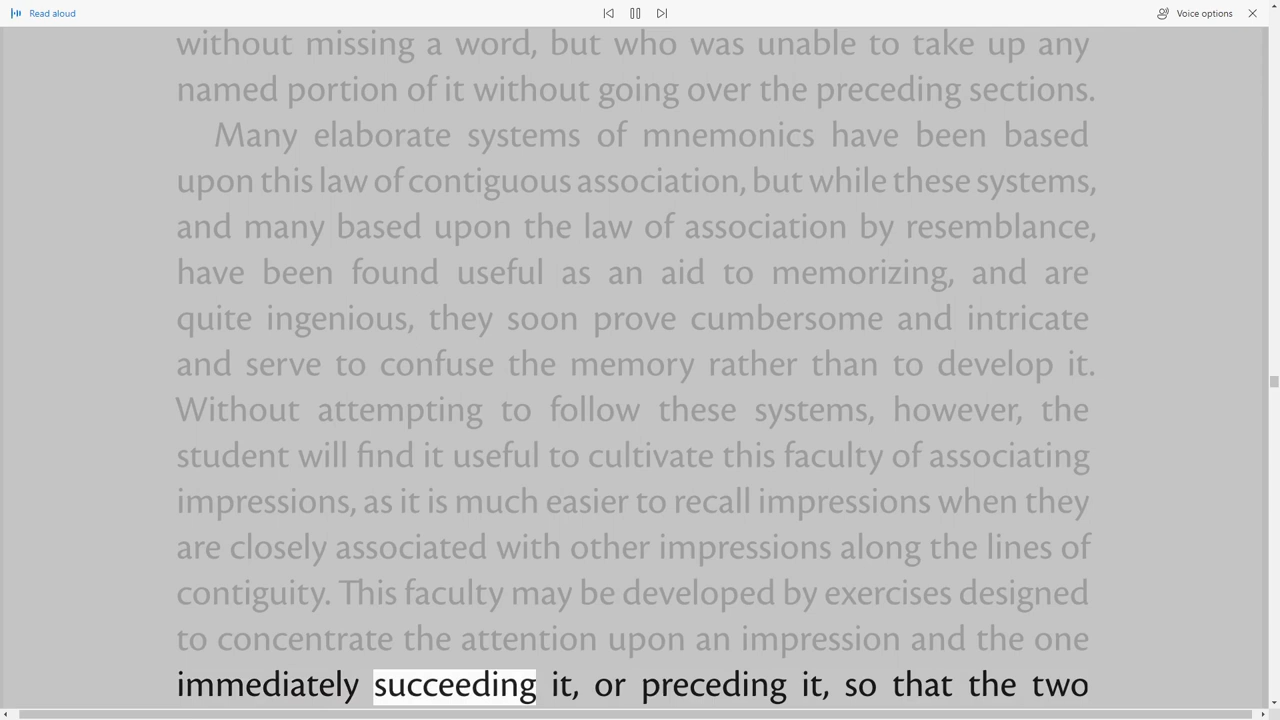 Read aloud
Voice options
without missing a word, but who was unable to take up any
named portion of it without going over the preceding sections.
Many elaborate systems of mnemonics have been based
upon this law of contiguous association, but while these systems,
and many based upon the law of association by resemblance,
have been found useful as an aid to memorizing, and are
quite ingenious, they soon prove cumbersome and intricate
and serve to confuse the memory rather than to develop it.
Without attempting to follow these systems, however, the
student will find it useful to cultivate this faculty of associating
impressions, as it is much easier to recall impressions when they
are closely associated with other impressions along the lines of
contiguity. This faculty may be developed by exercises designed
to concentrate the attention upon an impression and the one
immediately succeeding it, or preceding it, so that the two